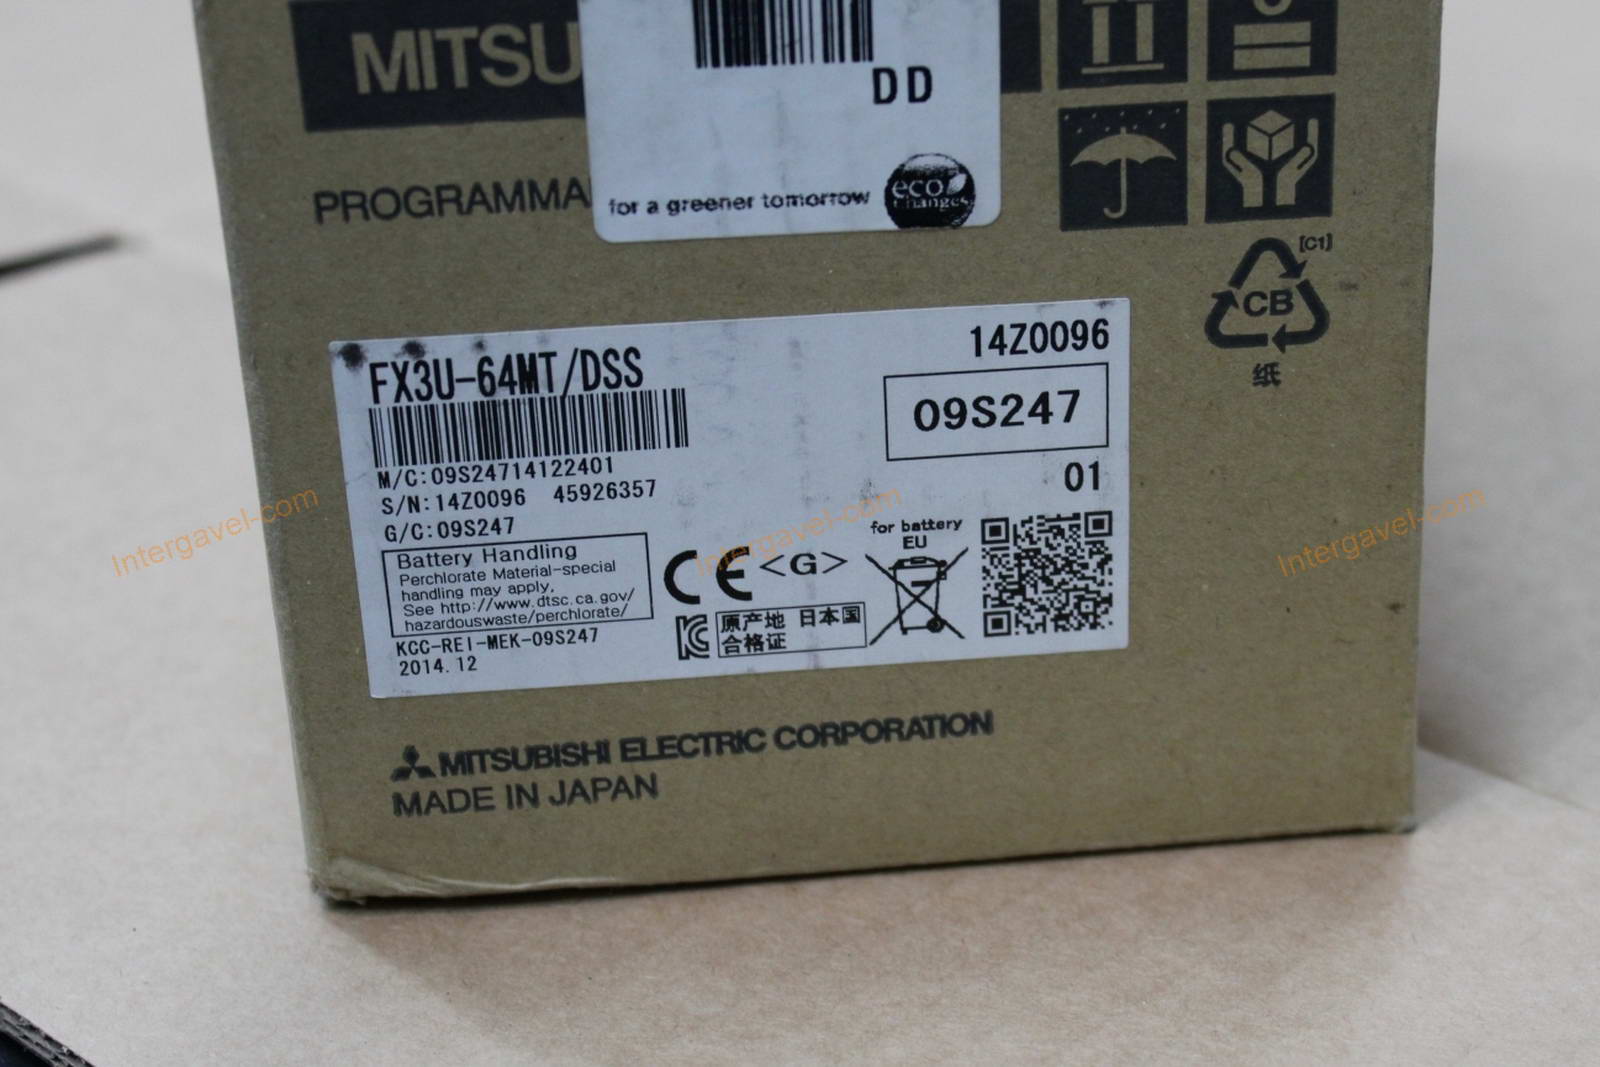 MITSU
DD
PROGRAMMA
for a greener tomorrow
eco
changes
[C1]
CB
纸
FX3U-64MT/DSS
14Z0096
09S247
01
M/C:09S24714122401
S/N:14Z0096 45926357
G/C:09S247
Battery Handling
Perchlorate Material-special
handling may apply,
See http://www.dtsc.ca.gov/
hazardouswaste/perchlorate/
KCC-REI-MEK-09S247
2014.12
CE <G>
for battery
EU
原产地 日本国
合格证
MITSUBISHI ELECTRIC CORPORATION
MADE IN JAPAN
Intergavel-com
Intergavel-com
Intergavel-com